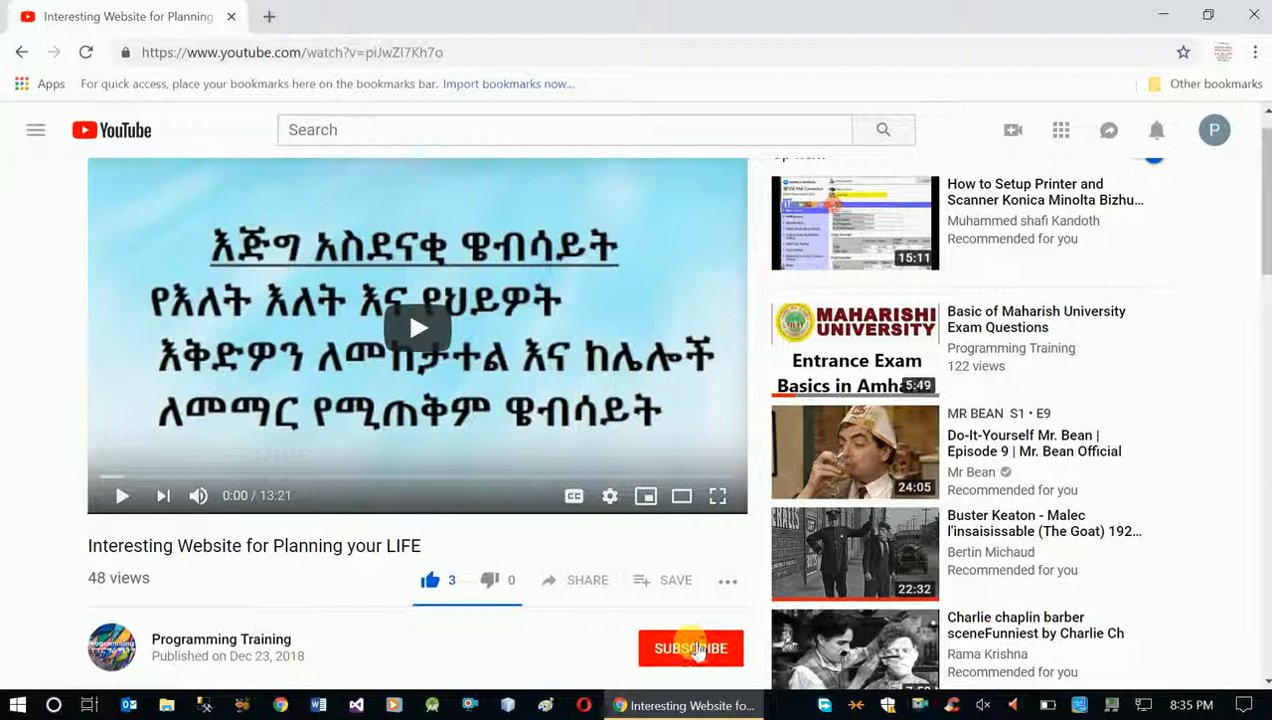 Interesting Website for Planning
https://www.youtube.com/watch?v=piJwZI7Kh7o
Apps For quick access, place your bookmarks here on the bookmarks bar. Import bookmarks now...
Other bookmarks
YouTube
Search
P
እጅግ አስደናቂ ዌብሳይት
የእለት እለት እና የህይዎት
እቅድዎን ለመከታተል እና ከሌሎች
ለመማር የሚጠቅም ዌብሳይት
CC
0:00 / 13:21
Interesting Website for Planning your LIFE
48 views
3
0
SHARE
SAVE
Programming Training
Published on Dec 23, 2018
SUBSCRIBE
15:11
How to Setup Printer and
Scanner Konica Minolta Bizhu...
Muhammed shafi Kandoth
Recommended for you
MAHARISHI
UNIVERSITY
Entrance Exam
Basics in Amha
5:49
Basic of Maharish University
Exam Questions
Programming Training
122 views
24:05
MR BEAN S1 • E9
Do-It-Yourself Mr. Bean |
Episode 9 | Mr. Bean Official
Mr Bean
Recommended for you
22:32
Buster Keaton - Malec
l'insaisissable (The Goat) 192...
Bertin Michaud
Recommended for you
Charlie chaplin barber
sceneFunniest by Charlie Ch
Rama Krishna
Recommended for you
Interesting Website fo...
8:35 PM